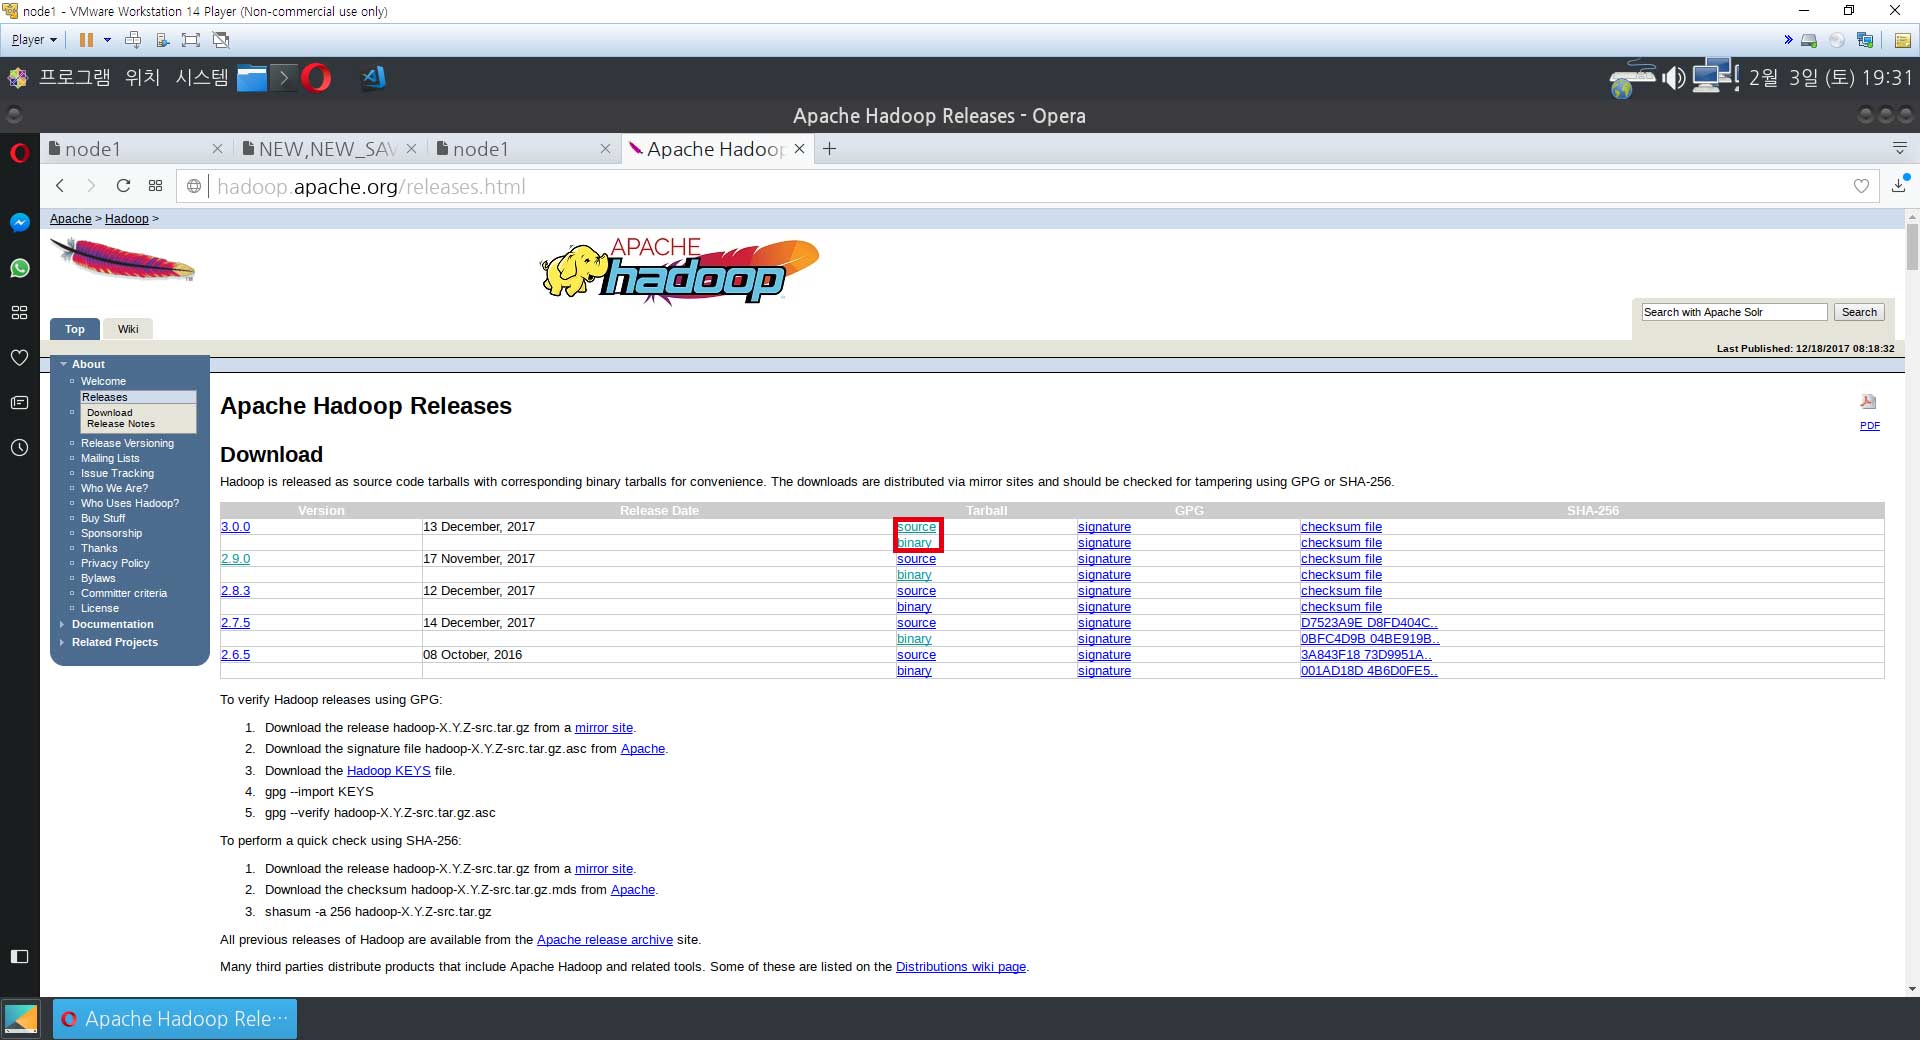 node1 - VMware Workstation 14 Player (Non-commercial use only)
Player
프로그램 위치 시스템
2월 3일 (토) 19:31
Apache Hadoop Releases - Opera
node1
NEW,NEW_SAV
node1
Apache Hadoop
hadoop.apache.org/releases.html
Apache > Hadoop >
APACHE
hadoop
Search with Apache Solr Search
Top Wiki
Last Published: 12/18/2017 08:18:32
About
Welcome
Releases
Download
Release Notes
Release Versioning
Mailing Lists
Issue Tracking
Who We Are?
Who Uses Hadoop?
Buy Stuff
Sponsorship
Thanks
Privacy Policy
Bylaws
Committer criteria
License
Documentation
Related Projects
Apache Hadoop Releases
PDF
Download
Hadoop is released as source code tarballs with corresponding binary tarballs for convenience. The downloads are distributed via mirror sites and should be checked for tampering using GPG or SHA-256.
Version Release Date Tarball GPG SHA-256
3.0.0 13 December, 2017 source signature checksum file
binary signature checksum file
2.9.0 17 November, 2017 source signature checksum file
binary signature checksum file
2.8.3 12 December, 2017 source signature checksum file
binary signature checksum file
2.7.5 14 December, 2017 source signature D7523A9E D8FD404C..
binary signature 0BFC4D9B 04BE919B..
2.6.5 08 October, 2016 source signature 3A843F18 73D9951A..
binary signature 001AD18D 4B6D0FE5..
To verify Hadoop releases using GPG:
1. Download the release hadoop-X.Y.Z-src.tar.gz from a mirror site.
2. Download the signature file hadoop-X.Y.Z-src.tar.gz.asc from Apache.
3. Download the Hadoop KEYS file.
4. gpg --import KEYS
5. gpg --verify hadoop-X.Y.Z-src.tar.gz.asc
To perform a quick check using SHA-256:
1. Download the release hadoop-X.Y.Z-src.tar.gz from a mirror site.
2. Download the checksum hadoop-X.Y.Z-src.tar.gz.mds from Apache.
3. shasum -a 256 hadoop-X.Y.Z-src.tar.gz
All previous releases of Hadoop are available from the Apache release archive site.
Many third parties distribute products that include Apache Hadoop and related tools. Some of these are listed on the Distributions wiki page.
Apache Hadoop Rele…